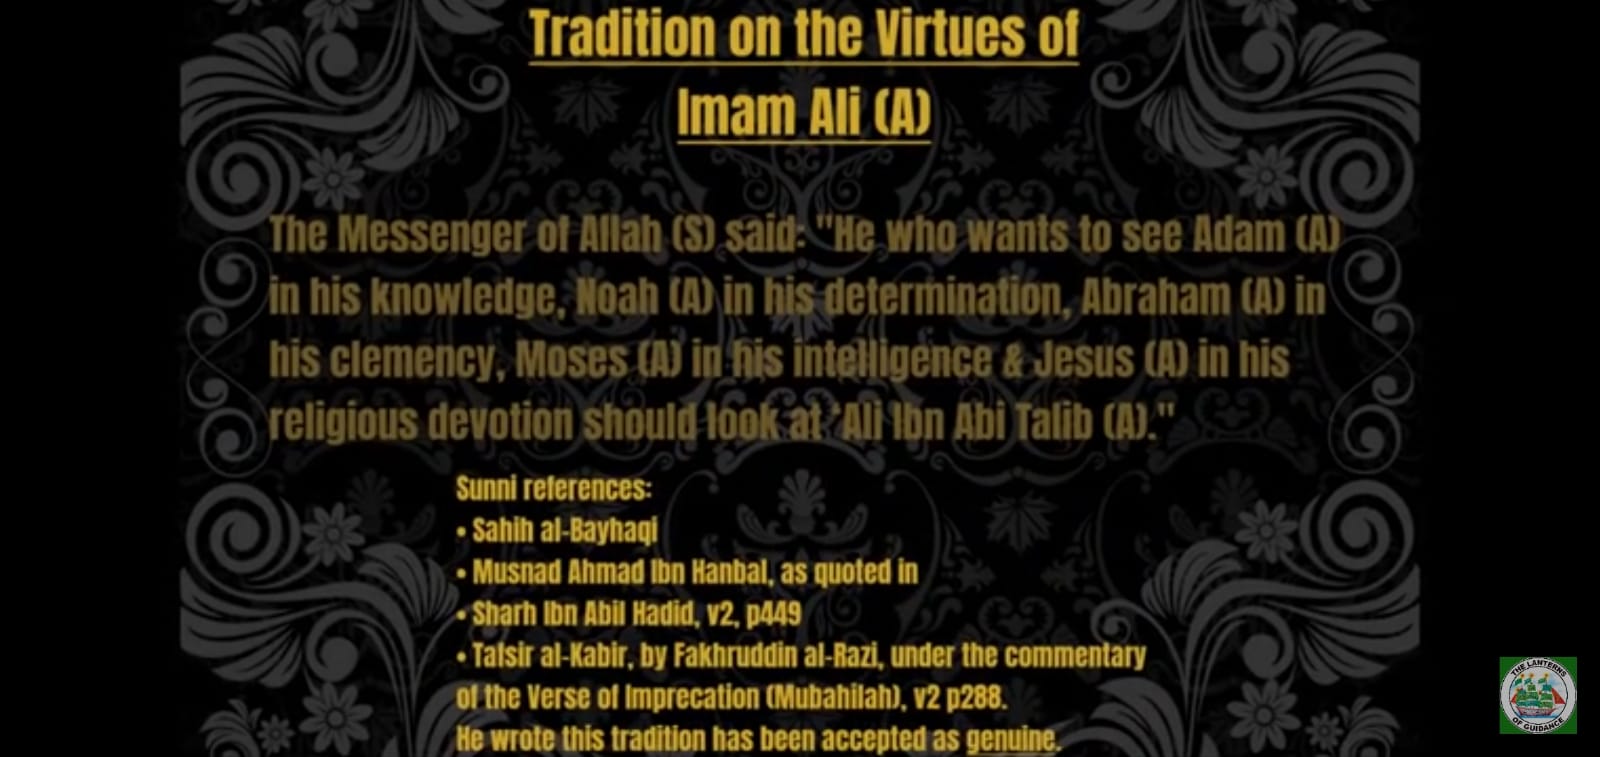 Tradition on the Virtues of
Imam Ali (A)
The Messenger of Allah (S) said: "He who wants to see Adam (A)
in his knowledge, Noah (A) in his determination, Abraham (A) in
his clemency, Moses (A) in his intelligence & Jesus (A) in his
religious devotion should look at 'Ali Ibn Abi Talib (A)."
Sunni references:
• Sahih al-Bayhaqi
• Musnad Ahmad Ibn Hanbal, as quoted in
• Sharh Ibn Abil Hadid, v2, p449
• Tafsir al-Kabir, by Fakhruddin al-Razi, under the commentary
of the Verse of Imprecation (Mubahilah), v2 p288.
He wrote this tradition has been accepted as genuine.
THE LANTERNS
OF GUIDANCE